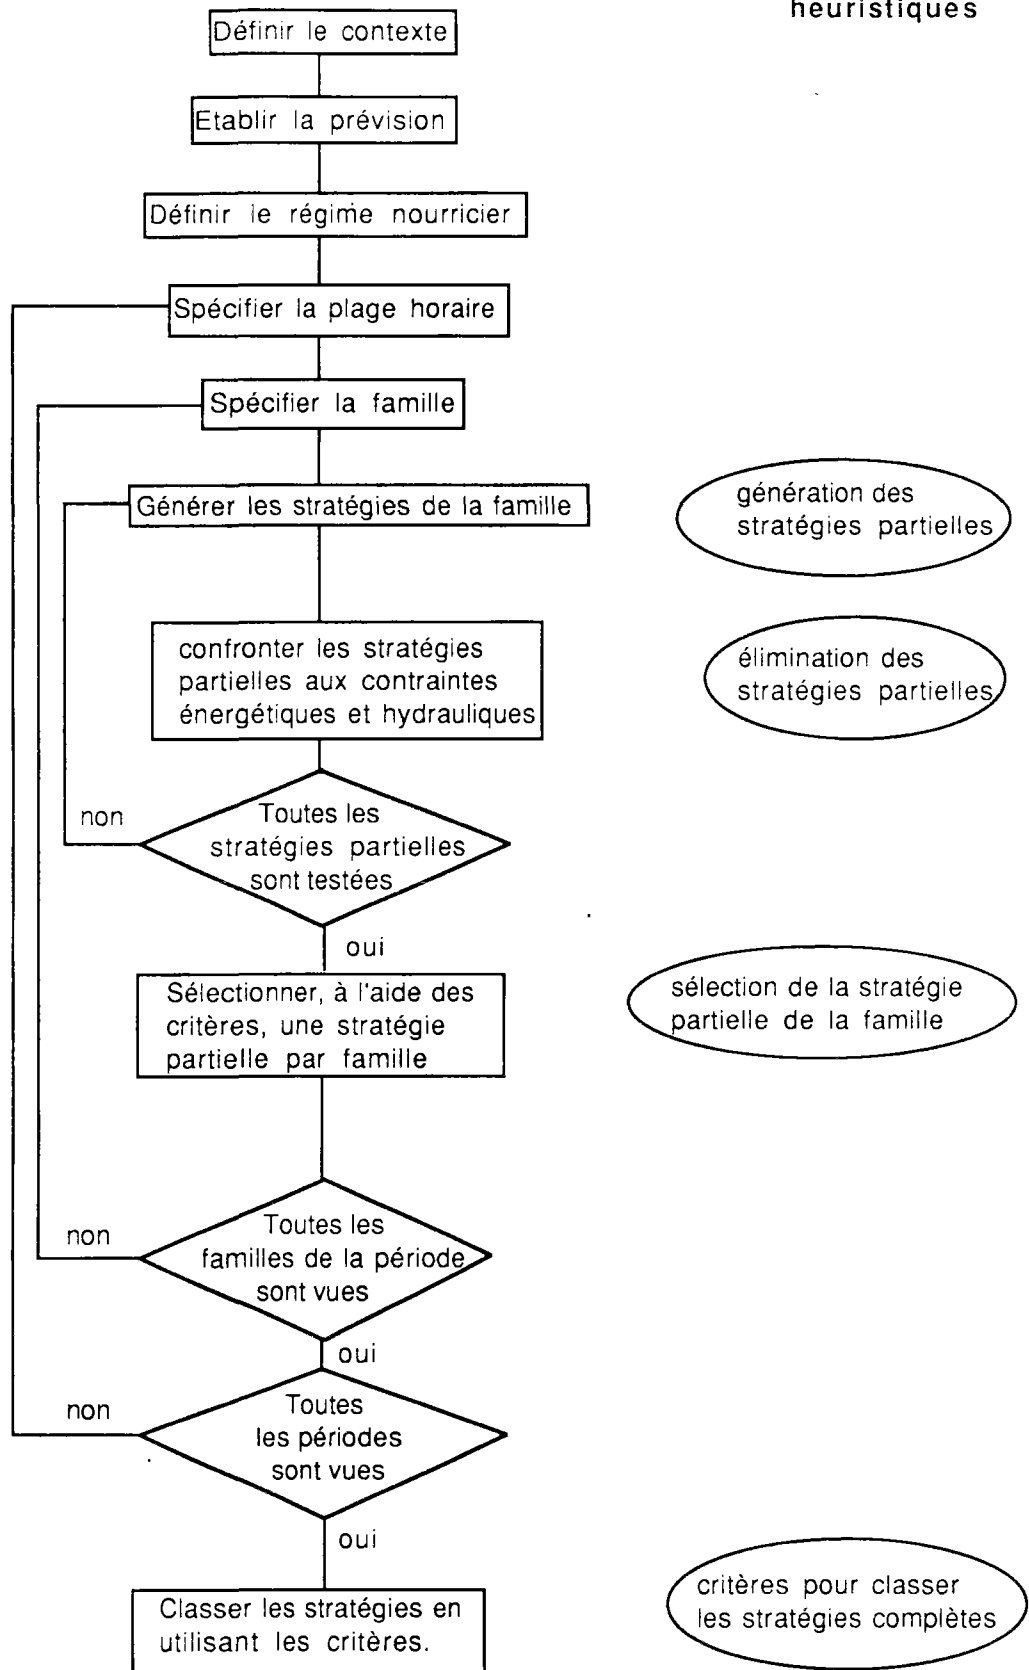 heuristiques
Définir le contexte
Etablir la prévision
Définir le régime nourricier
Spécifier la plage horaire
Spécifier la famille
Générer les stratégies de la famille
génération des
stratégies partielles
confronter les stratégies
partielles aux contraintes
énergétiques et hydrauliques
élimination des
stratégies partielles
non
Toutes les
stratégies partielles
sont testées
oui
Sélectionner, à l'aide des
critères, une stratégie
partielle par famille
sélection de la stratégie
partielle de la famille
non
Toutes les
familles de la période
sont vues
oui
non
Toutes
les périodes
sont vues
oui
Classer les stratégies en
utilisant les critères.
critères pour classer
les stratégies complètes